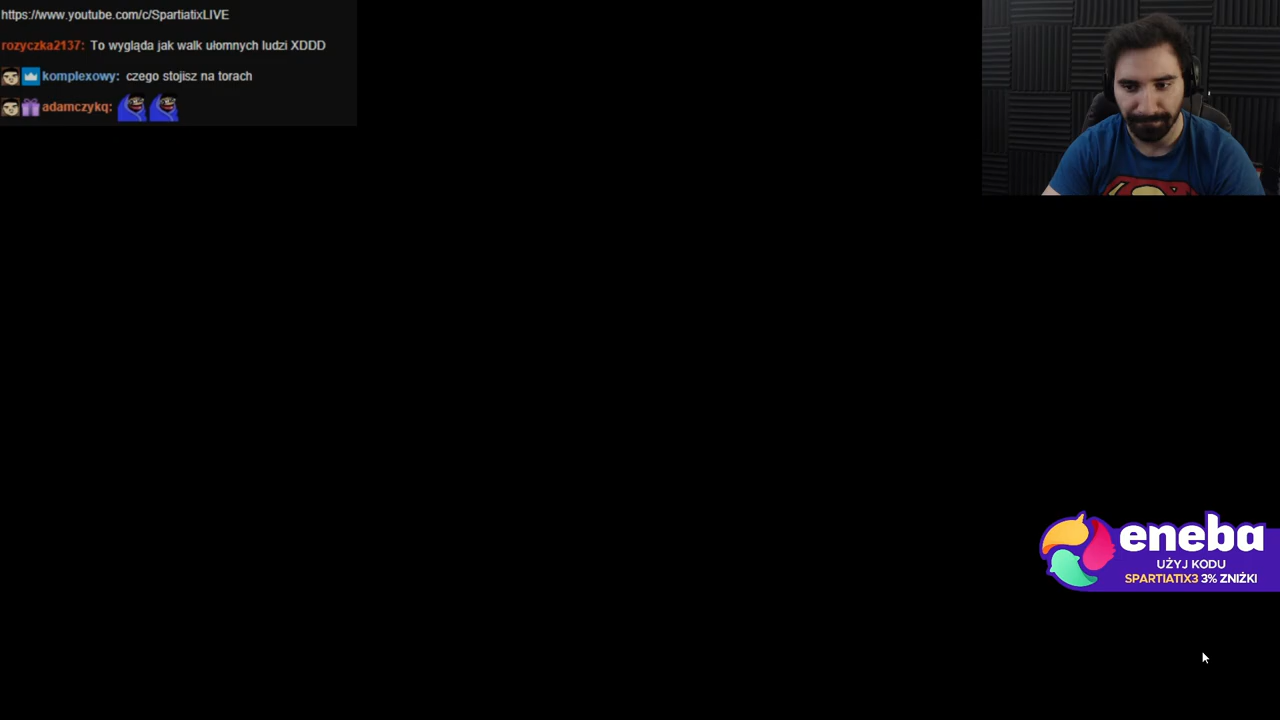 https://www.youtube.com/c/SpartiatixLIVE
rozyczka2137: To wygląda jak walk ułomnych ludzi XDDD
komplexowy: czego stojisz na torach
adamczykq:
eneba
UŻYJ KODU
SPARTIATIX3 3% ZNIŻKI